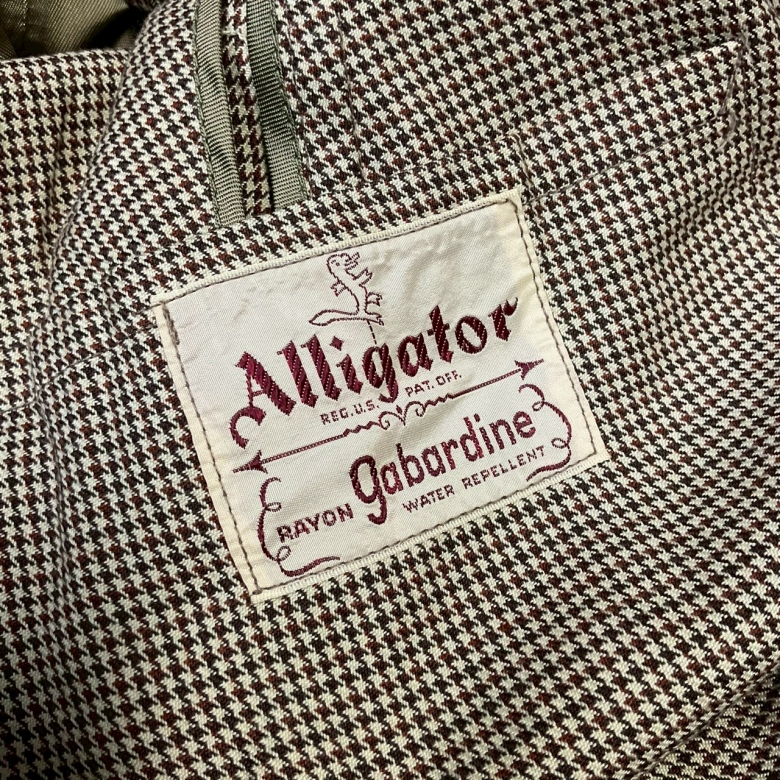 Alligator
REG. U.S. PAT. OFF.
RAYON gabardine
WATER REPELLENT